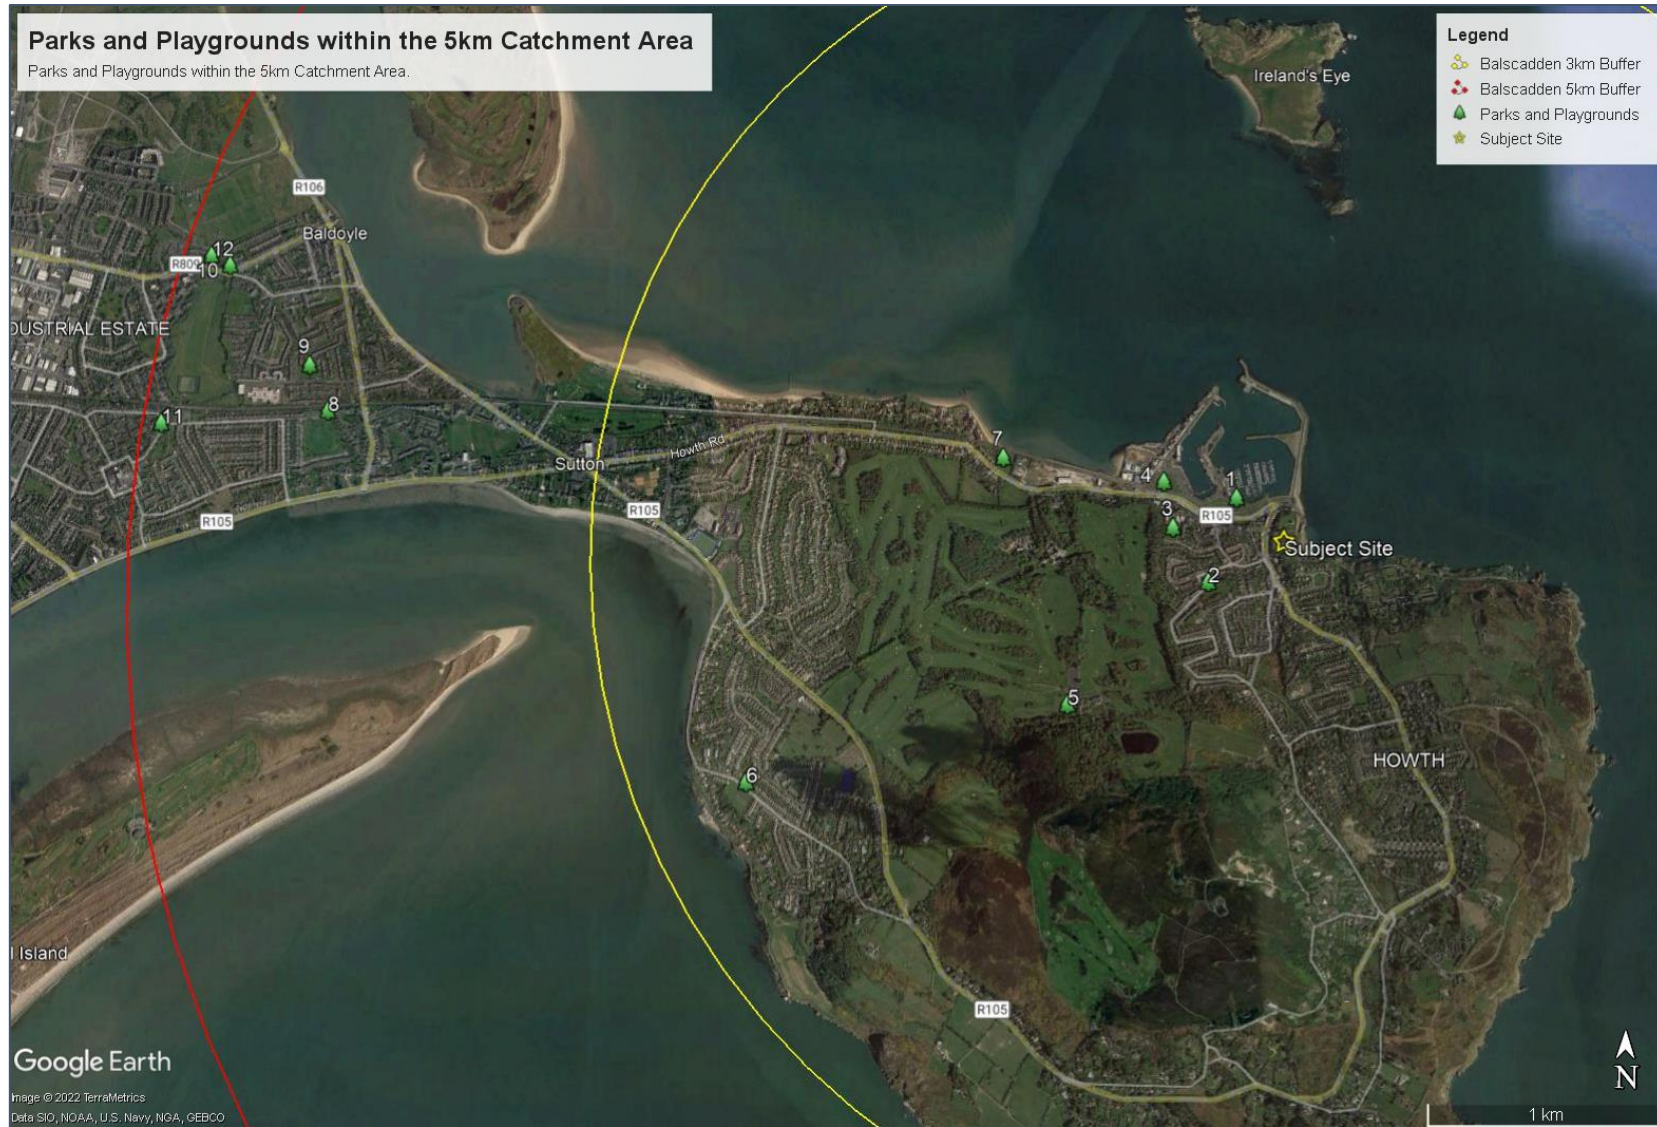 Parks and Playgrounds within the 5km Catchment Area
Parks and Playgrounds within the 5km Catchment Area.
Legend
Balscadden 3km Buffer
Balscadden 5km Buffer
Parks and Playgrounds
Subject Site
Ireland's Eye
R106
Baldoyle
12
R809
10
DUSTRIAL ESTATE
9
8
11
Sutton
Howth Rd
7
4
1
3
R105
R105
R105
Subject Site
2
5
6
HOWTH
l Island
R105
Google Earth
Image © 2022 TerraMetrics
Data SIO, NOAA, U.S. Navy, NGA, GEBCO
N
1 km